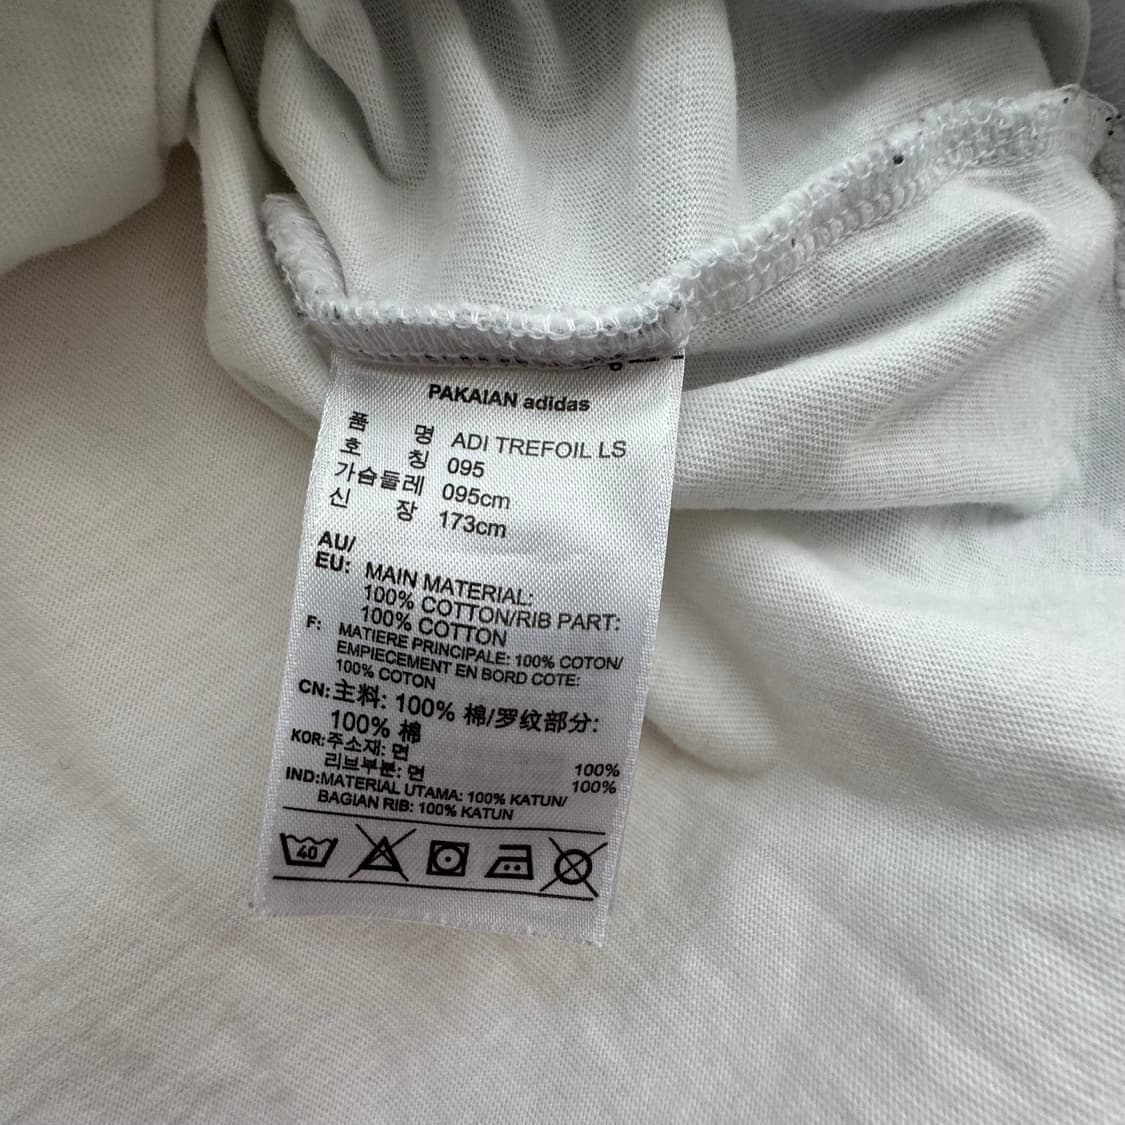 PAKAIAN adidas
품 명 ADI TREFOIL LS
호 칭 095
가슴둘레 095cm
신 장 173cm
AU/
EU: MAIN MATERIAL:
100% COTTON/RIB PART:
100% COTTON
F: MATIERE PRINCIPALE: 100% COTON/
EMPIECEMENT EN BORD COTE:
100% COTON
CN: 主料: 100% 棉/罗纹部分:
100% 棉
KOR: 주소재: 면 100%
리브부분: 면 100%
IND: MATERIAL UTAMA: 100% KATUN/
BAGIAN RIB: 100% KATUN
40